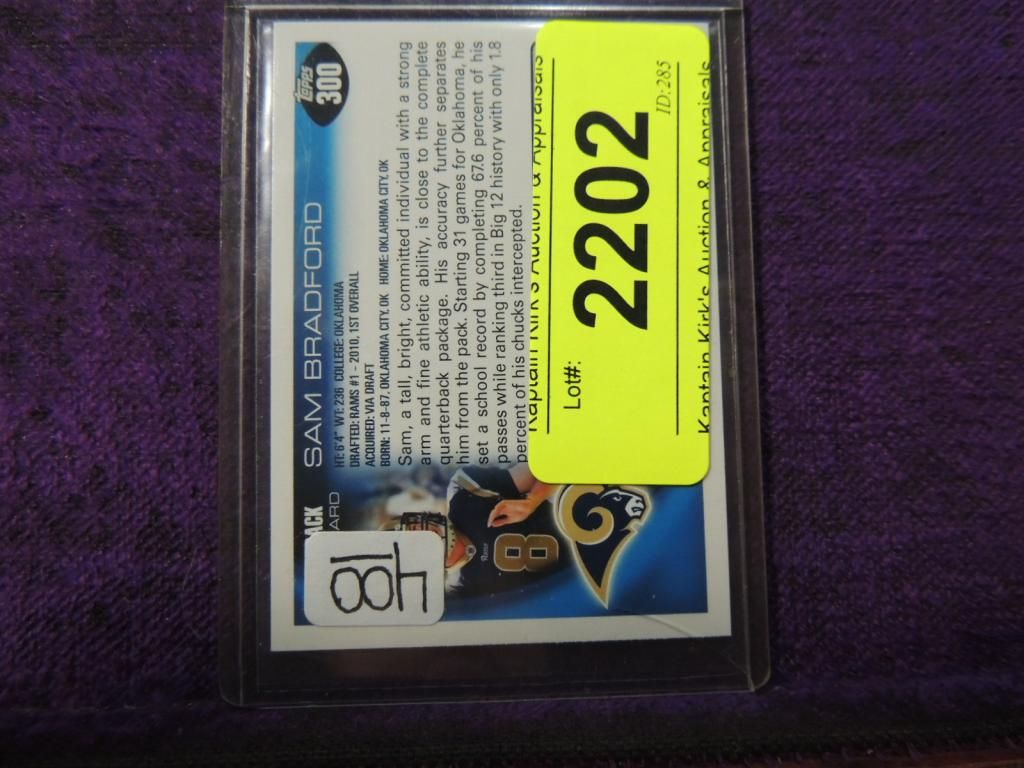 Topps
300
SAM BRADFORD
HT: 6'4" WT: 236 COLLEGE: OKLAHOMA
DRAFTED: RAMS #1 - 2010, 1ST OVERALL
ACQUIRED: VIA DRAFT
BORN: 11-8-87, OKLAHOMA CITY, OK HOME: OKLAHOMA CITY, OK
Sam, a tall, bright, committed individual with a strong
arm and fine athletic ability, is close to the complete
quarterback package. His accuracy further separates
him from the pack. Starting 31 games for Oklahoma, he
set a school record by completing 67.6 percent of his
passes while ranking third in Big 12 history with only 1.8
percent of his chucks intercepted.
ACK
ARD
8
Kaptain Kirk's Auction & Appraisals
Lot#:
2202
ID:285
Kaptain Kirk's Auction & Appraisals